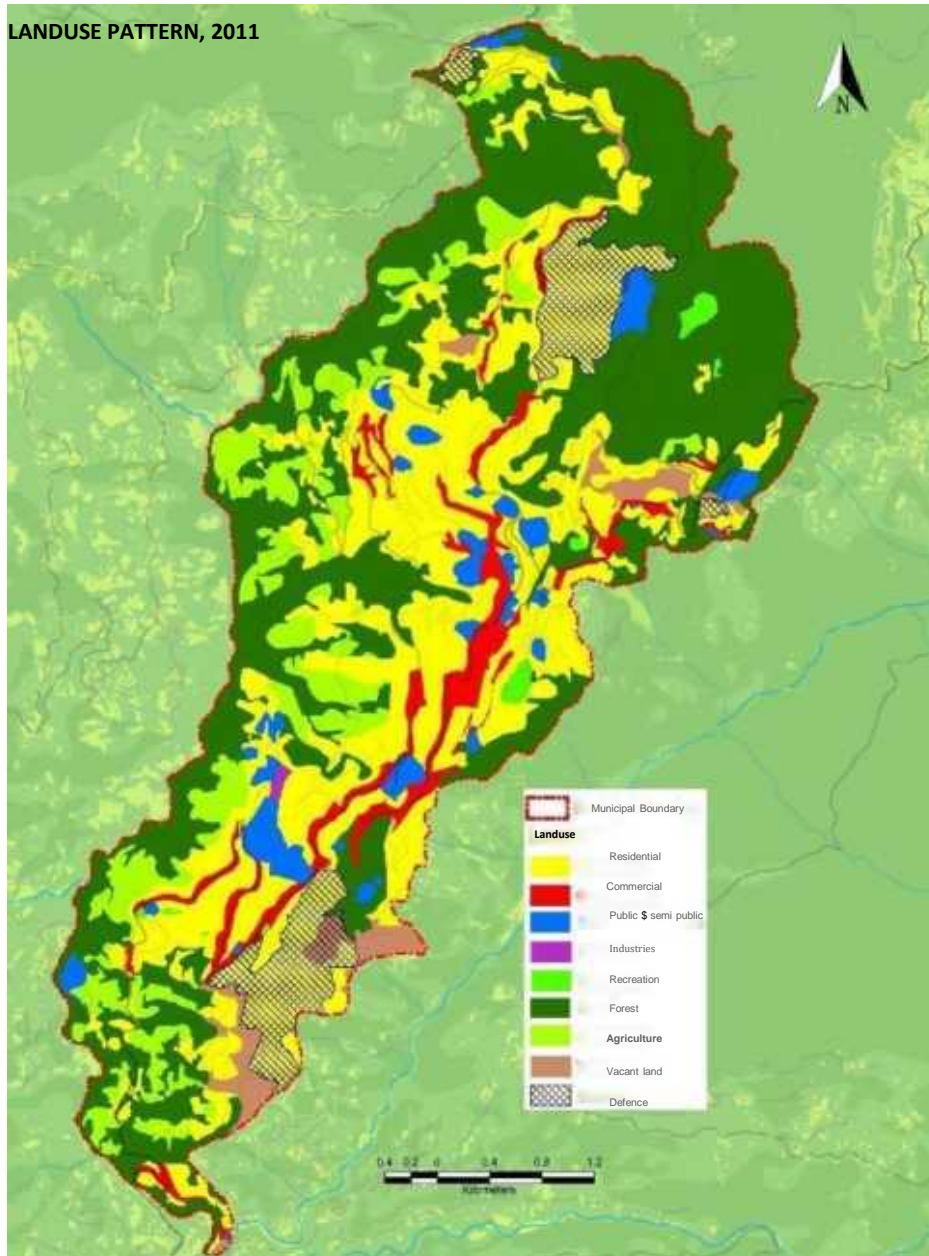 LANDUSE PATTERN, 2011
N
Municipal Boundary
Landuse
Residential
Commercial
Public $ semi public
Industries
Recreation
Forest
Agriculture
Vacant land
Defence
0.4 0.2 0 0.4 0.8 1.2
Kilometers